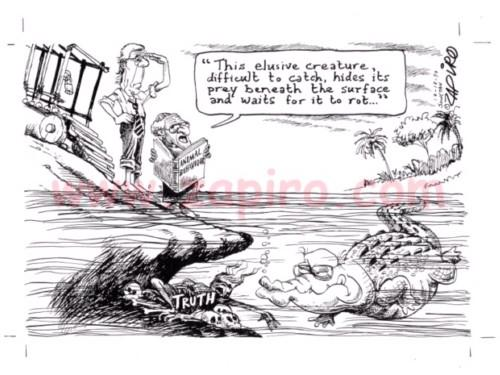 "This elusive creature,
difficult to catch, hides its
prey beneath the surface
and waits for it to rot..."
ZAPIRO
ANIMAL
www.zapiro.com
TRUTH